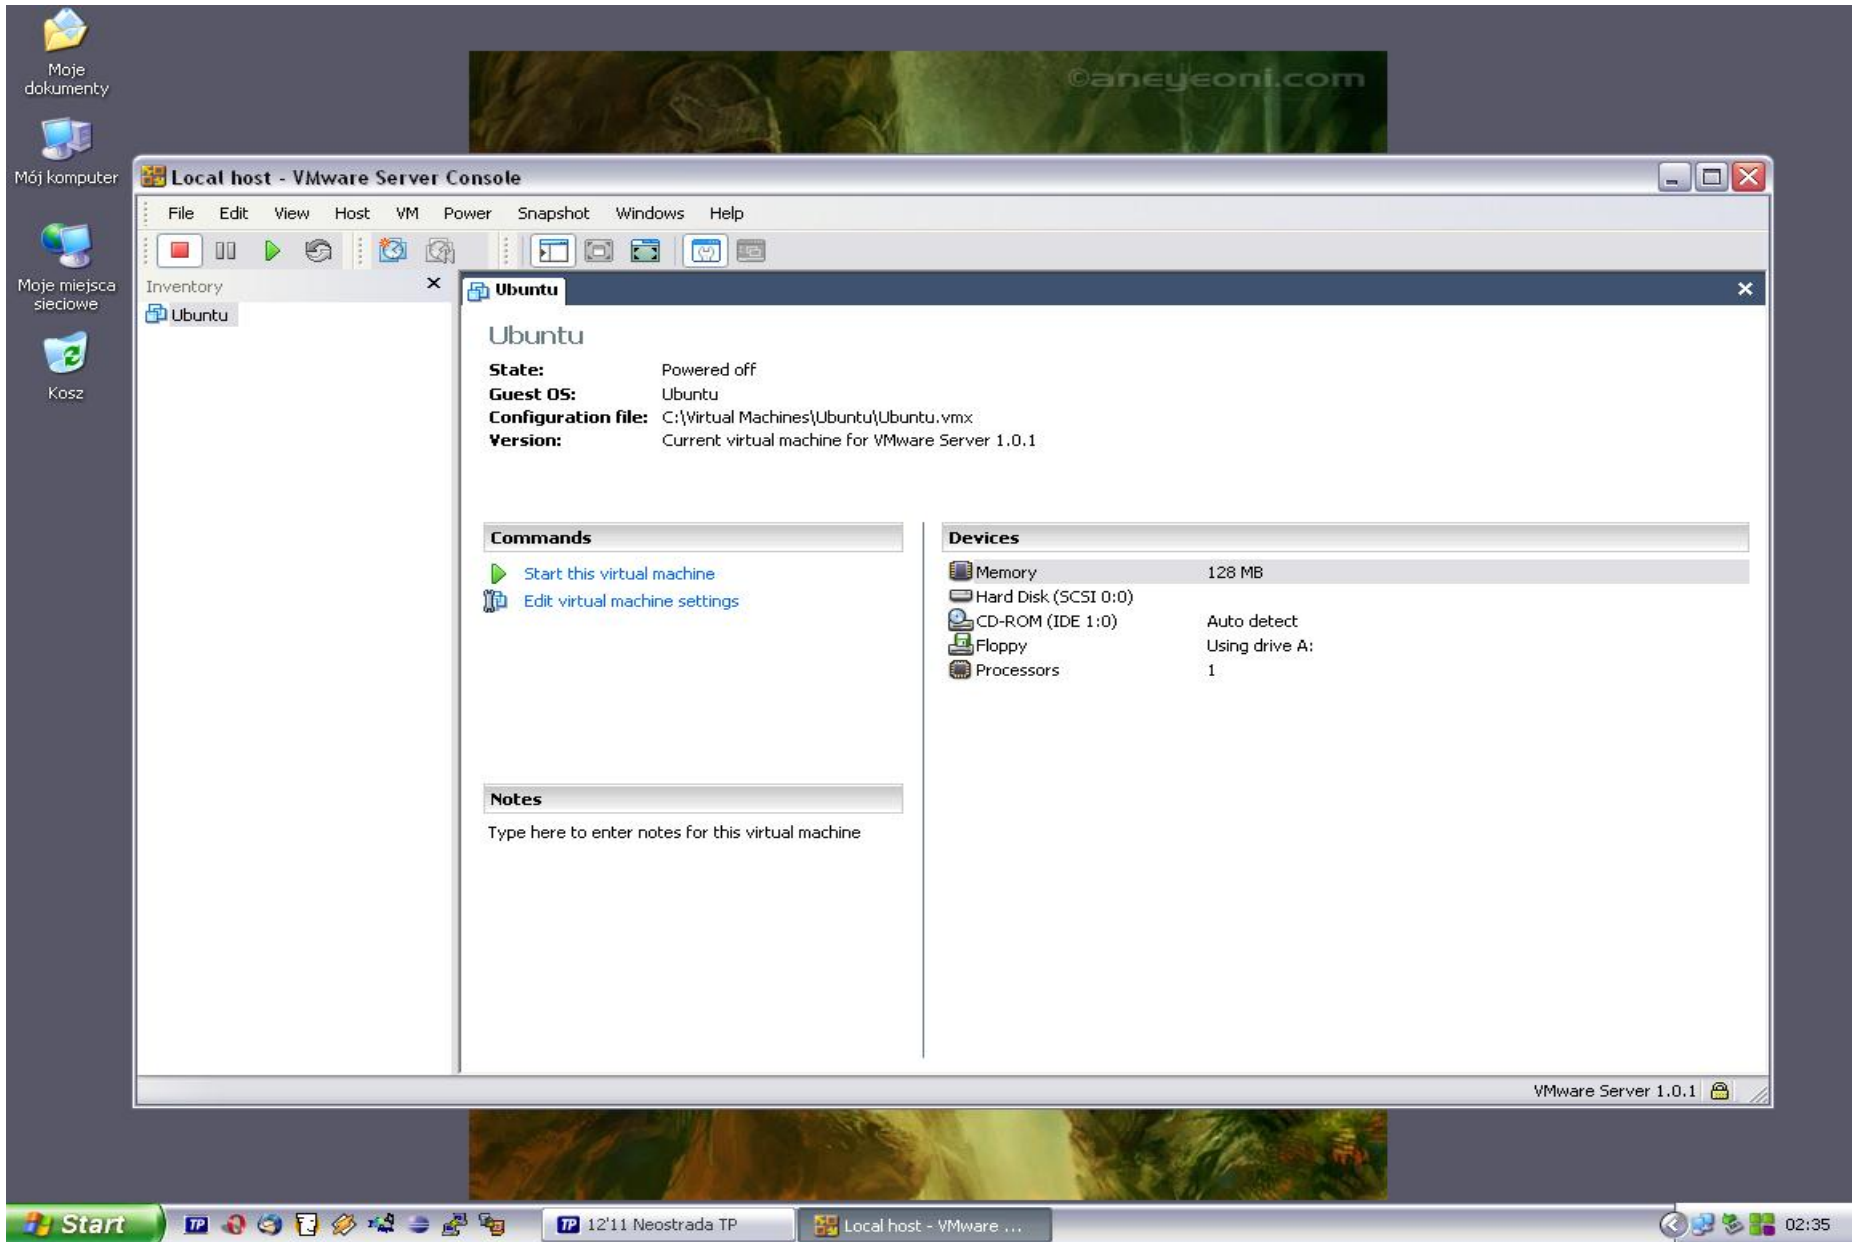 Moje
dokumenty
©aneyeoni.com
Mój komputer
Local host - VMware Server Console
File Edit View Host VM Power Snapshot Windows Help
Moje miejsca
sieciowe
Inventory
Ubuntu
Ubuntu
Kosz
Ubuntu
State: Powered off
Guest OS: Ubuntu
Configuration file: C:\Virtual Machines\Ubuntu\Ubuntu.vmx
Version: Current virtual machine for VMware Server 1.0.1
Commands
Start this virtual machine
Edit virtual machine settings
Devices
Memory 128 MB
Hard Disk (SCSI 0:0)
CD-ROM (IDE 1:0) Auto detect
Floppy Using drive A:
Processors 1
Notes
Type here to enter notes for this virtual machine
VMware Server 1.0.1
Start TP TP 12'11 Neostrada TP Local host - VMware ... 02:35